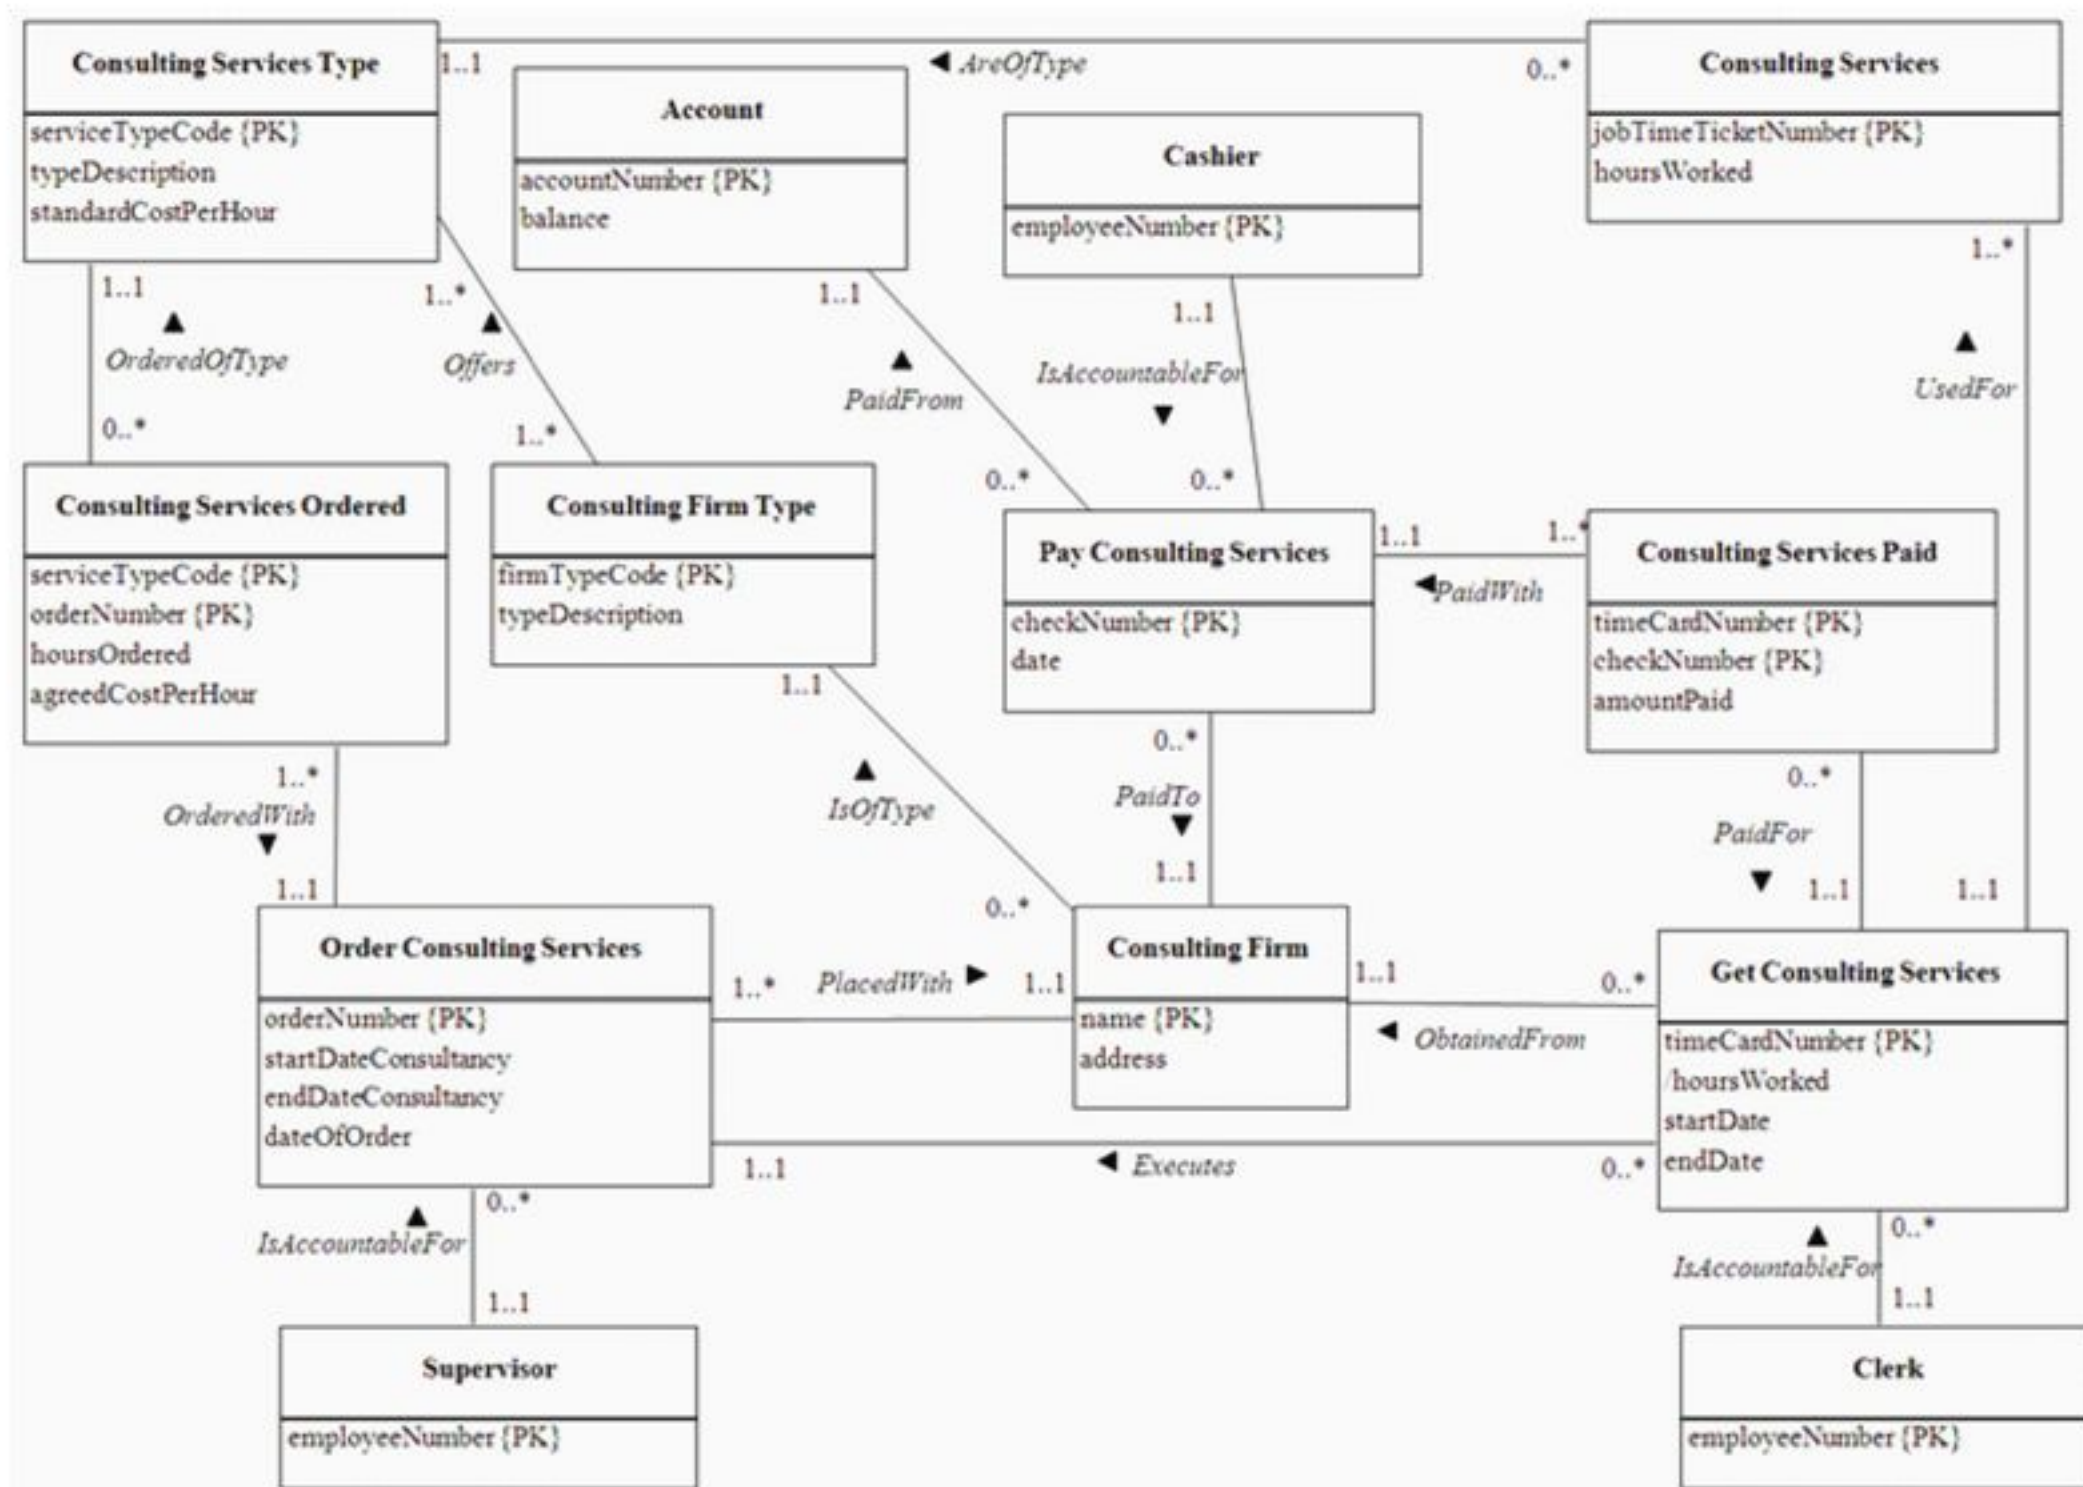 Consulting Services Type
serviceTypeCode {PK}
typeDescription
standardCostPerHour
1..1
◄ AreOfType
0..*
Account
accountNumber {PK}
balance
Cashier
employeeNumber {PK}
Consulting Services
jobTimeTicketNumber {PK}
hoursWorked
1..1
▲
OrderedOfType
0..*
1..*
▲
Offers
1..*
1..1
▲
PaidFrom
0..*
1..1
IsAccountableFor
▼
0..*
1..*
▲
UsedFor
1..1
Consulting Services Ordered
serviceTypeCode {PK}
orderNumber {PK}
hoursOrdered
agreedCostPerHour
Consulting Firm Type
firmTypeCode {PK}
typeDescription
Pay Consulting Services
checkNumber {PK}
date
1..1
1..*
◄PaidWith
Consulting Services Paid
timeCardNumber {PK}
checkNumber {PK}
amountPaid
1..*
OrderedWith
▼
1..1
1..1
▲
IsOfType
0..*
0..*
PaidTo
▼
1..1
0..*
PaidFor
▼
1..1
Order Consulting Services
orderNumber {PK}
startDateConsultancy
endDateConsultancy
dateOfOrder
1..*
PlacedWith ►
1..1
Consulting Firm
name {PK}
address
1..1
0..*
◄ ObtainedFrom
Get Consulting Services
timeCardNumber {PK}
/hoursWorked
startDate
endDate
1..1
◄ Executes
0..*
0..*
▲
IsAccountableFor
1..1
0..*
▲
IsAccountableFor
1..1
Supervisor
employeeNumber {PK}
Clerk
employeeNumber {PK}